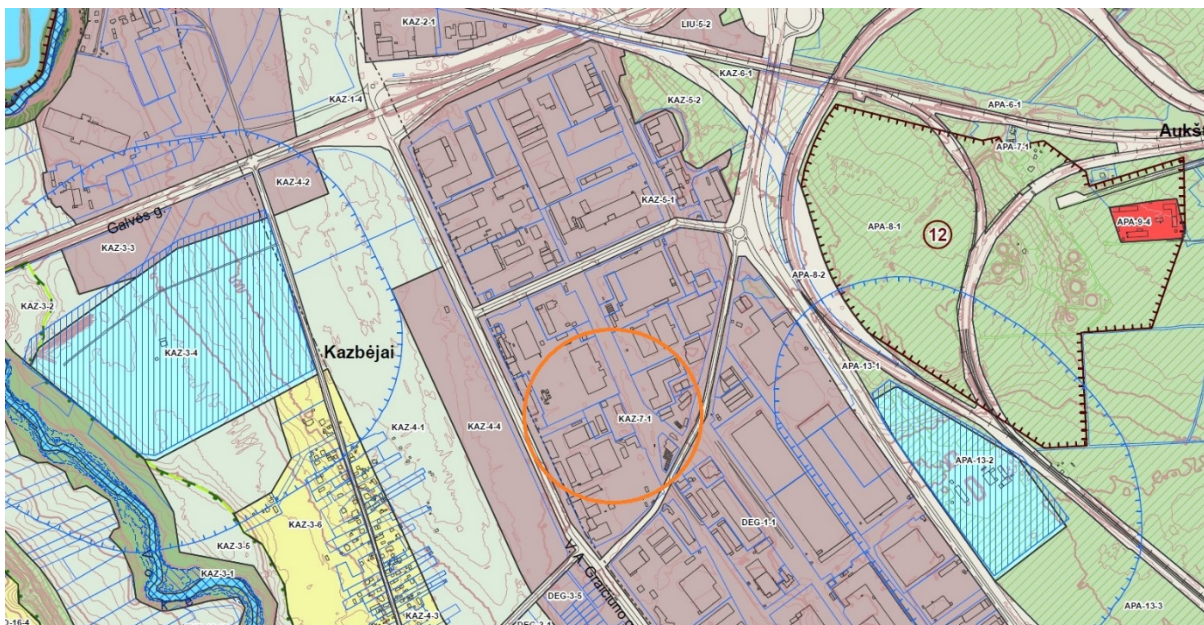 KAZ-2-1
LIU-5-2
KAZ-6-1
KAZ-1-4
KAZ-5-2
APA-6-1
Aukš
APA-7-1
KAZ-4-2
KAZ-5-1
APA-9-4
Galvės g.
APA-8-1
12
KAZ-3-3
APA-8-2
KAZ-3-2
KAZ-3-4
Kazbėjai
APA-13-1
KAZ-7-1
KAZ-4-1
KAZ-4-4
APA-13-2
DEG-1-1
KAZ-3-6
KAZ-3-5
V. A. Graičiūno
KAZ-3-1
DEG-3-5
APA-13-3
KAZ-4-3
O-16-4